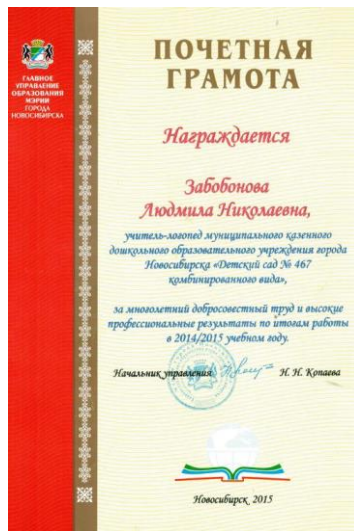 ГЛАВНОЕ
УПРАВЛЕНИЕ
ОБРАЗОВАНИЯ
МЭРИИ
ГОРОДА
НОВОСИБИРСКА
ПОЧЕТНАЯ
ГРАМОТА
Награждается
Забобонова
Людмила Николаевна,
учитель-логопед муниципального казенного
дошкольного образовательного учреждения города
Новосибирска «Детский сад № 467
комбинированного вида»,
за многолетний добросовестный труд и высокие
профессиональные результаты по итогам работы
в 2014/2015 учебном году.
Начальник управления Н. Н. Копаева
Новосибирск 2015